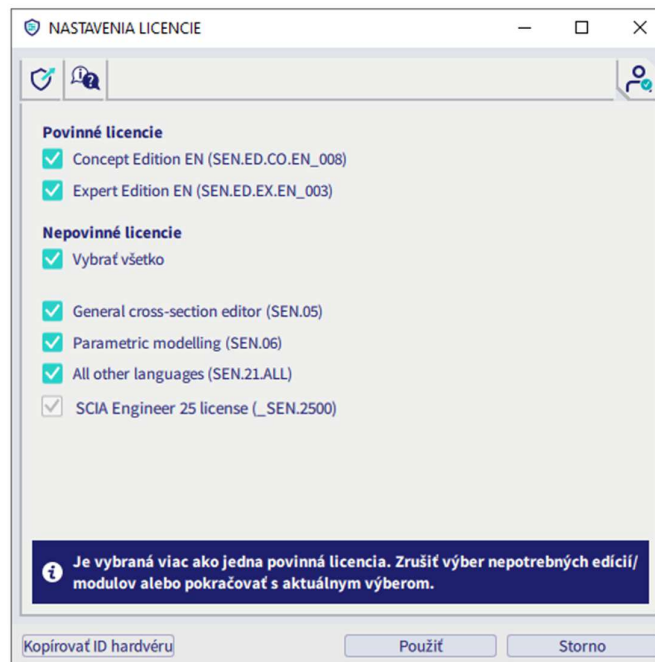 NASTAVENIA LICENCIE
Povinné licencie
Concept Edition EN (SEN.ED.CO.EN_008)
Expert Edition EN (SEN.ED.EX.EN_003)
Nepovinné licencie
Vybrať všetko
General cross-section editor (SEN.05)
Parametric modelling (SEN.06)
All other languages (SEN.21.ALL)
SCIA Engineer 25 license (_SEN.2500)
Je vybraná viac ako jedna povinná licencia. Zrušiť výber nepotrebných edícií/
modulov alebo pokračovať s aktuálnym výberom.
Kopírovať ID hardvéru
Použiť
Storno